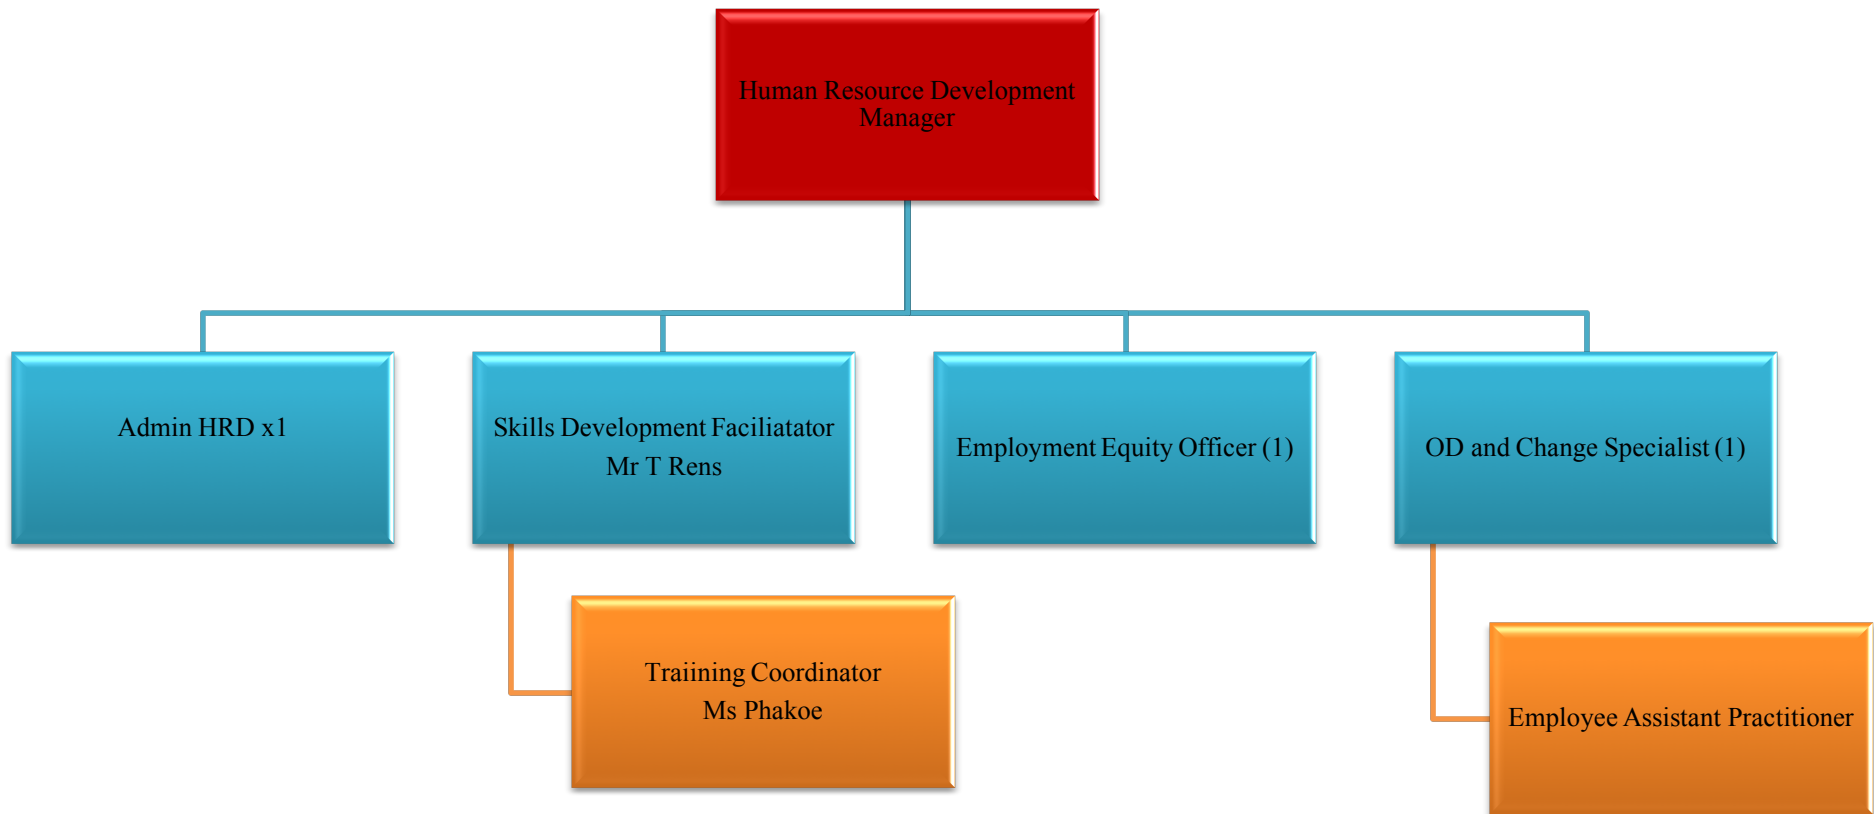 Human Resource Development
Manager
Admin HRD x1
Skills Development Faciliatator
Mr T Rens
Employment Equity Officer (1)
OD and Change Specialist (1)
Traiining Coordinator
Ms Phakoe
Employee Assistant Practitioner